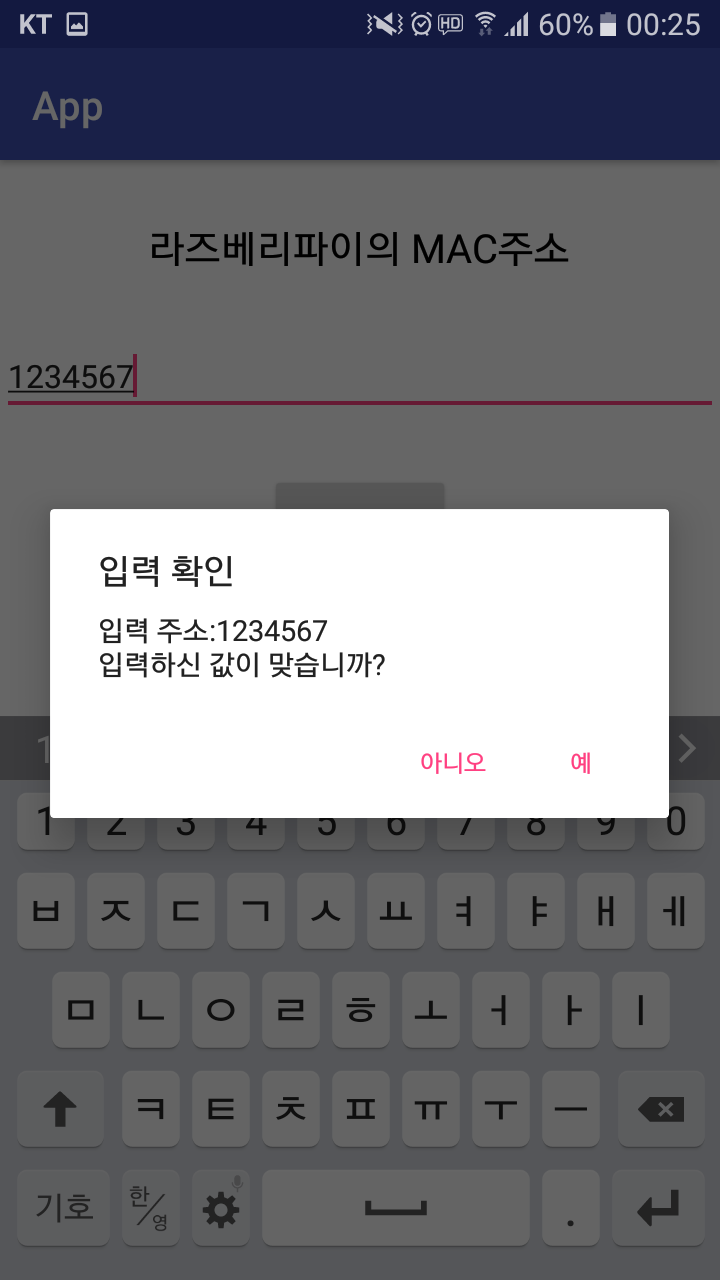 KT HD 60% 00:25
App
라즈베리파이의 MAC주소
1234567
입력 확인
입력 주소:1234567
입력하신 값이 맞습니까?
아니오 예
1
1 2 3 4 5 6 7 8 9 0
ㅂ ㅈ ㄷ ㄱ ㅅ ㅛ ㅕ ㅑ ㅐ ㅔ
ㅁ ㄴ ㅇ ㄹ ㅎ ㅗ ㅓ ㅏ ㅣ
ㅋ ㅌ ㅊ ㅍ ㅠ ㅜ ㅡ
기호 한/영 .